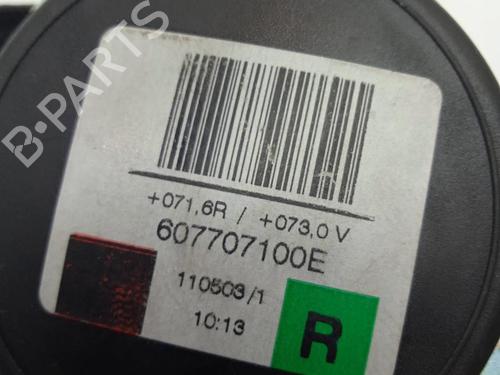 B-PARTS
+071,6R / +073,0 V
607707100E
110503/1
10:13
R